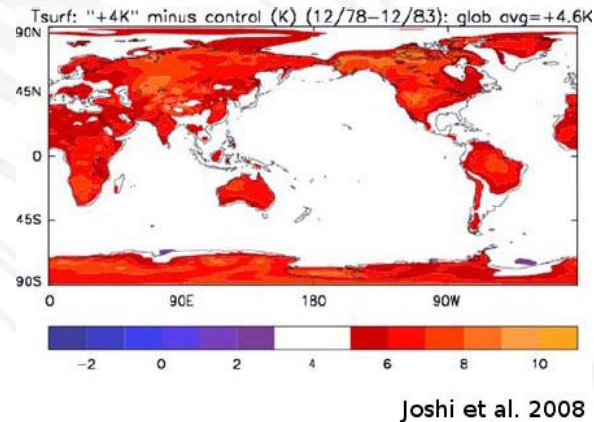 Tsurf: "+4K" minus control (K) (12/78−12/83): glob avg=+4.6K
90N
45N
0
45S
90S
0 90E 180 90W
−2 0 2 4 6 8 10
Joshi et al. 2008